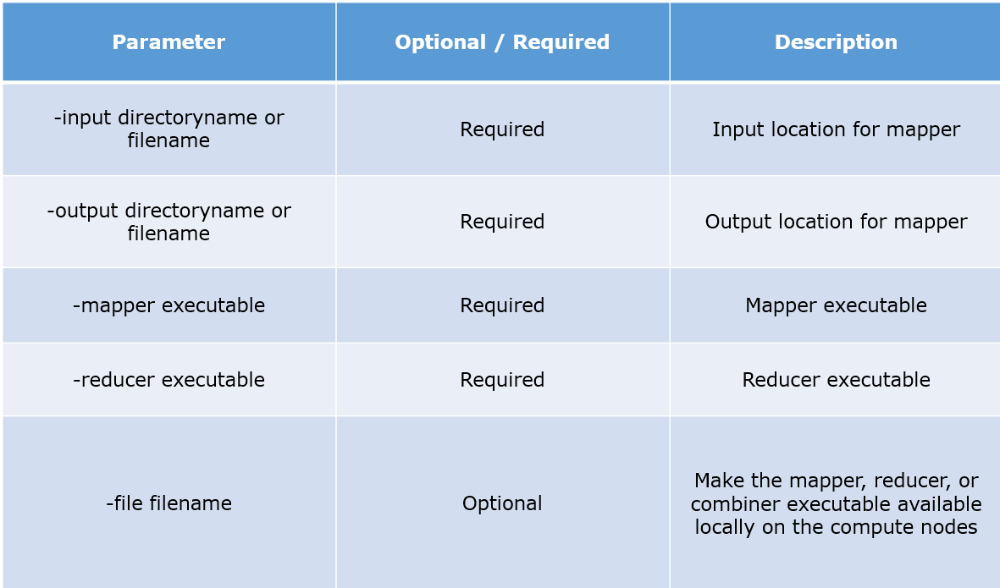 Parameter
Optional / Required
Description
-input directoryname or
filename
Required
Input location for mapper
-output directoryname or
filename
Required
Output location for mapper
-mapper executable
Required
Mapper executable
-reducer executable
Required
Reducer executable
-file filename
Optional
Make the mapper, reducer, or
combiner executable available
locally on the compute nodes